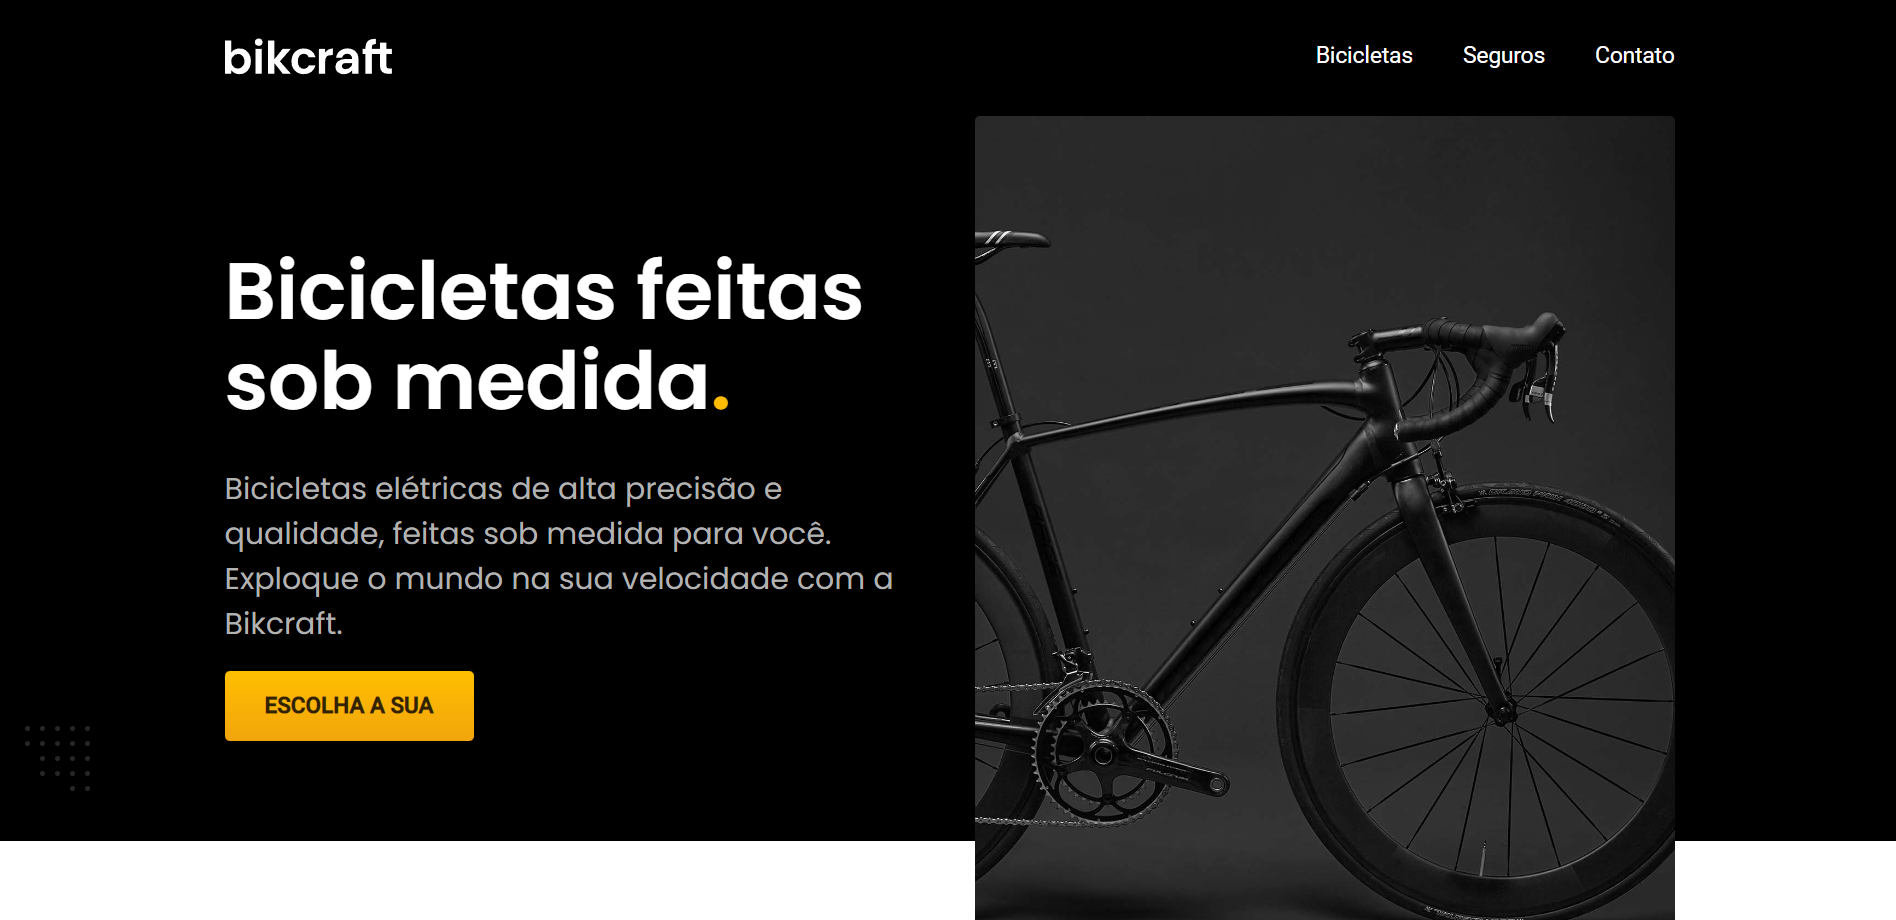 bikcraft
Bicicletas Seguros Contato
Bicicletas feitas
sob medida.
Bicicletas elétricas de alta precisão e
qualidade, feitas sob medida para você.
Exploque o mundo na sua velocidade com a
Bikcraft.
ESCOLHA A SUA